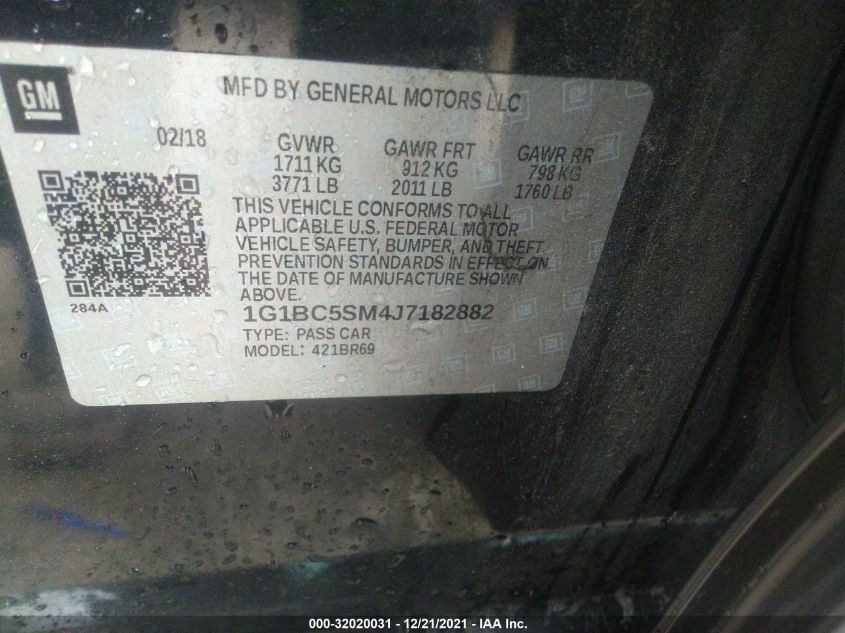 GM
MFD BY GENERAL MOTORS LLC
02/18
GVWR
1711 KG
3771 LB
GAWR FRT
912 KG
2011 LB
GAWR RR
798 KG
1760 LB
THIS VEHICLE CONFORMS TO ALL
APPLICABLE U.S. FEDERAL MOTOR
VEHICLE SAFETY, BUMPER, AND THEFT
PREVENTION STANDARDS IN EFFECT ON
THE DATE OF MANUFACTURE SHOWN
ABOVE.
284A
1G1BC5SM4J7182882
TYPE: PASS CAR
MODEL: 421BR69
000-32020031 - 12/21/2021 - IAA Inc.